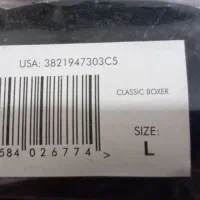 USA: 3821947303C5
CLASSIC BOXER
SIZE:
L
584 026774 >